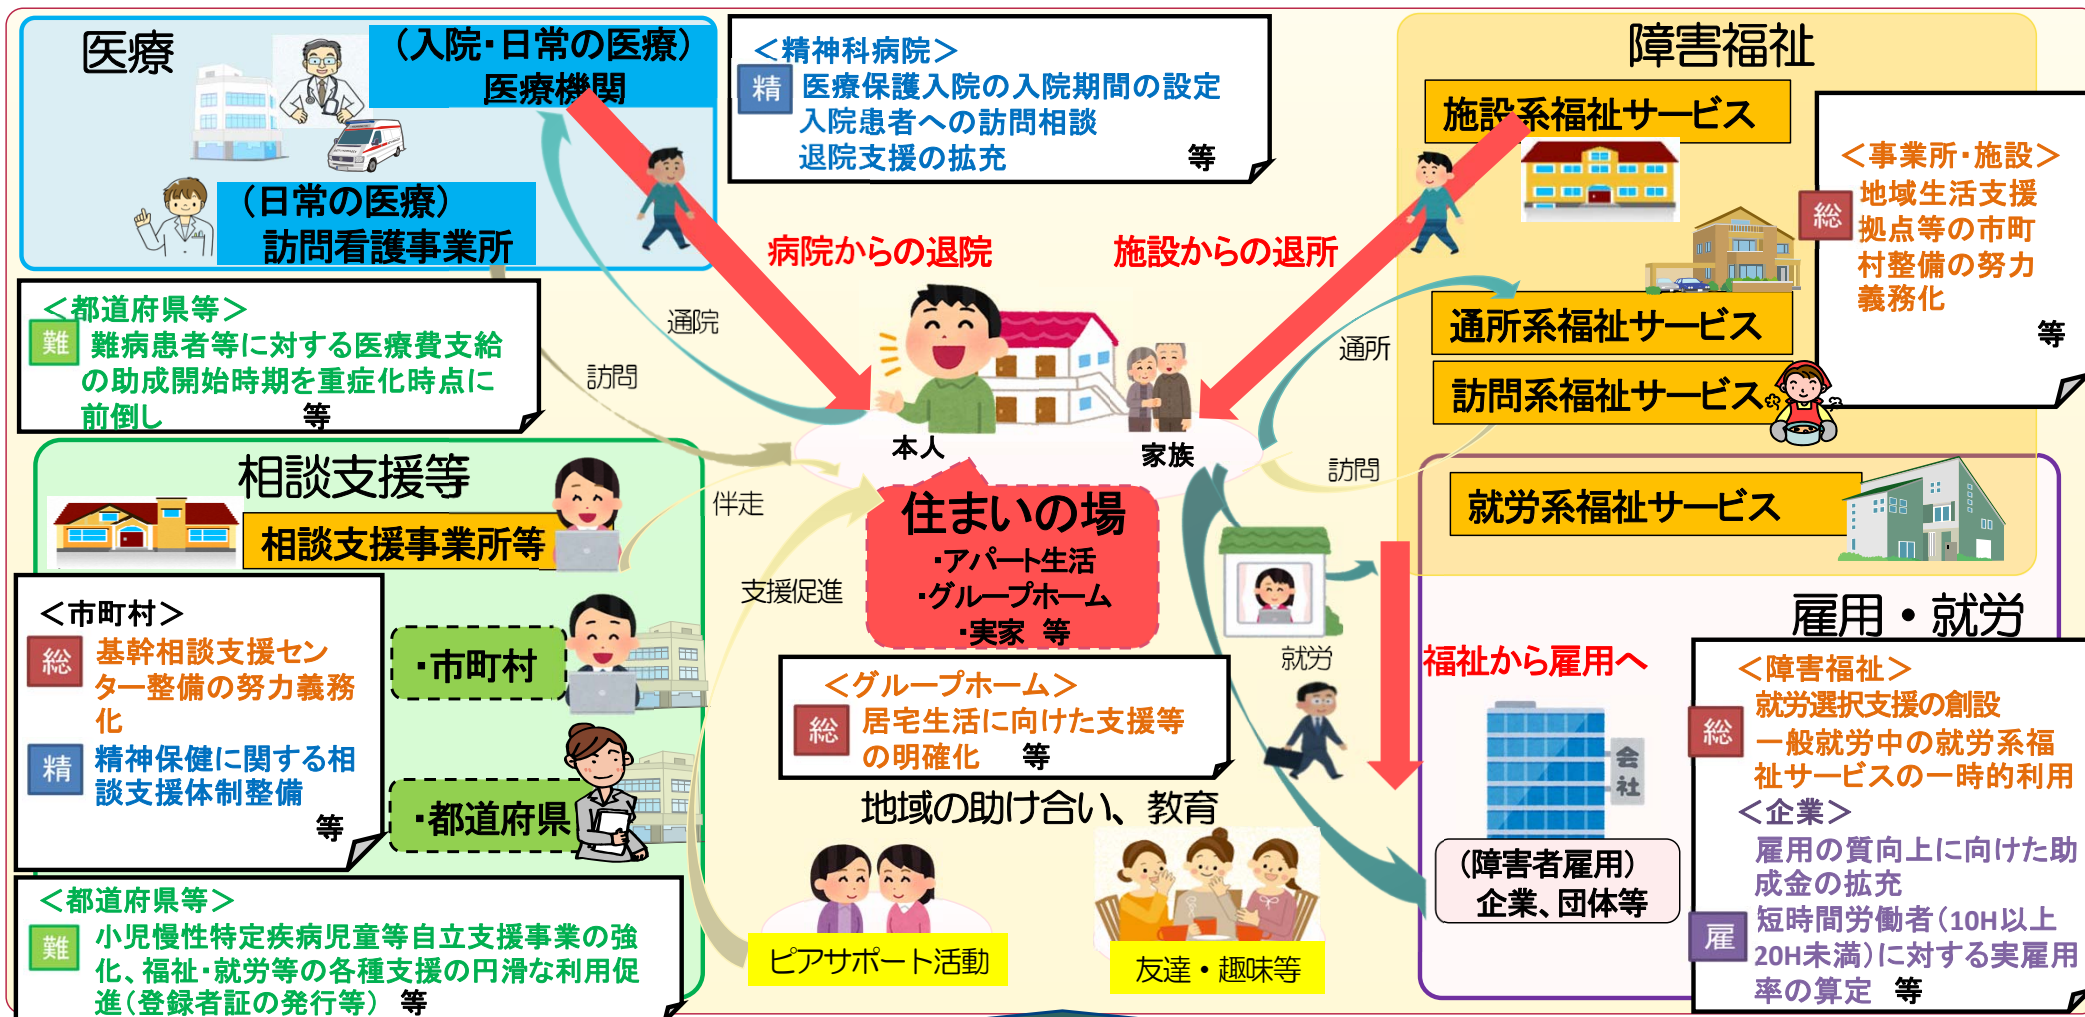 医療
（入院・日常の医療）
医療機関
（日常の医療）
訪問看護事業所
＜精神科病院＞
精
医療保護入院の入院期間の設定
入院患者への訪問相談
退院支援の拡充　等
障害福祉
施設系福祉サービス
通所系福祉サービス
訪問系福祉サービス
就労系福祉サービス
＜事業所・施設＞
総
地域生活支援
拠点等の市町
村整備の努力
義務化
等
病院からの退院
施設からの退所
＜都道府県等＞
難
難病患者等に対する医療費支給
の助成開始時期を重症化時点に
前倒し　等
通院
訪問
通所
訪問
本人
家族
住まいの場
・アパート生活
・グループホーム
・実家　等
相談支援等
相談支援事業所等
伴走
支援促進
＜市町村＞
総
基幹相談支援セン
ター整備の努力義務
化
精
精神保健に関する相
談支援体制整備
等
・市町村
・都道府県
＜都道府県等＞
難
小児慢性特定疾病児童等自立支援事業の強
化、福祉・就労等の各種支援の円滑な利用促
進（登録者証の発行等）　等
＜グループホーム＞
総
居宅生活に向けた支援等
の明確化　等
地域の助け合い、教育
ピアサポート活動
友達・趣味等
就労
福祉から雇用へ
雇用・就労
会社
（障害者雇用）
企業、団体等
＜障害福祉＞
総
就労選択支援の創設
一般就労中の就労系福
祉サービスの一時的利用
＜企業＞
雇用の質向上に向けた助
成金の拡充
雇
短時間労働者（10H以上
20H未満）に対する実雇用
率の算定　等